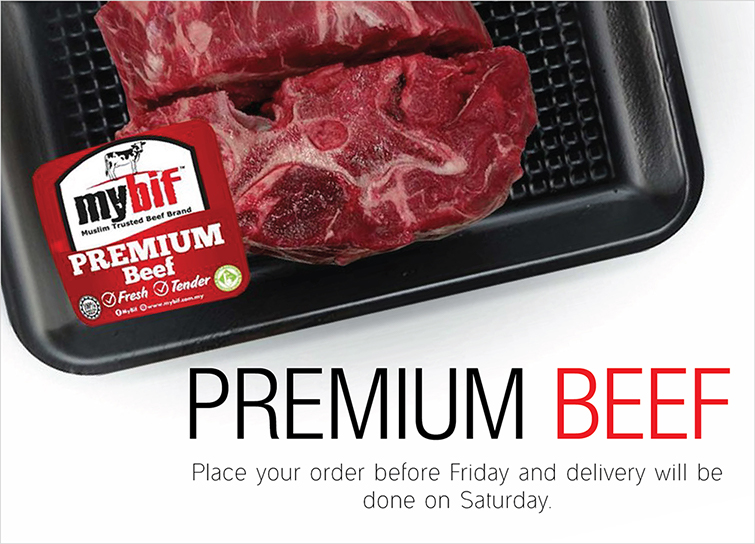 mybif™
Muslim Trusted Beef Brand
PREMIUM
Beef
Fresh Tender
MyBif www.mybif.com.my
PREMIUM BEEF
Place your order before Friday and delivery will be
done on Saturday.